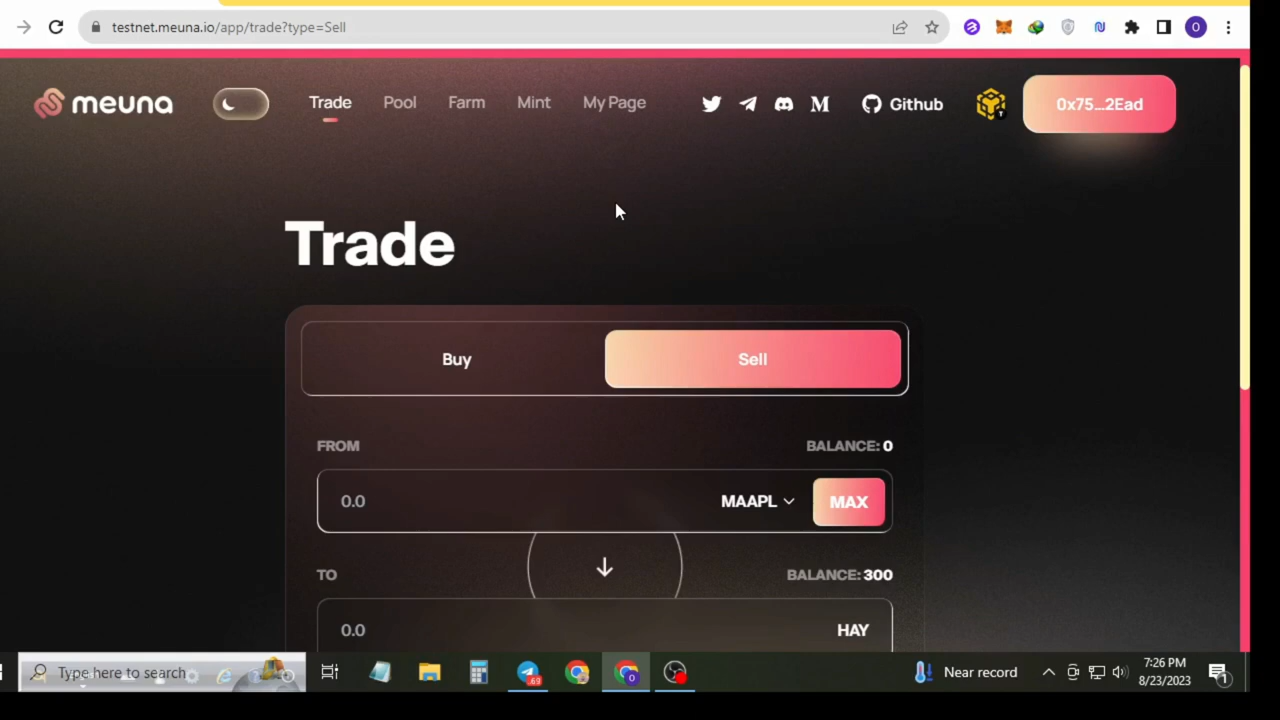 testnet.meuna.io/app/trade?type=Sell
O
meuna
Trade
Pool
Farm
Mint
My Page
M
Github
0x75...2Ead
Trade
Buy
Sell
FROM
BALANCE: 0
0.0
MAAPL
MAX
TO
BALANCE: 300
0.0
HAY
Type here to search
69
O
Near record
7:26 PM
8/23/2023
1